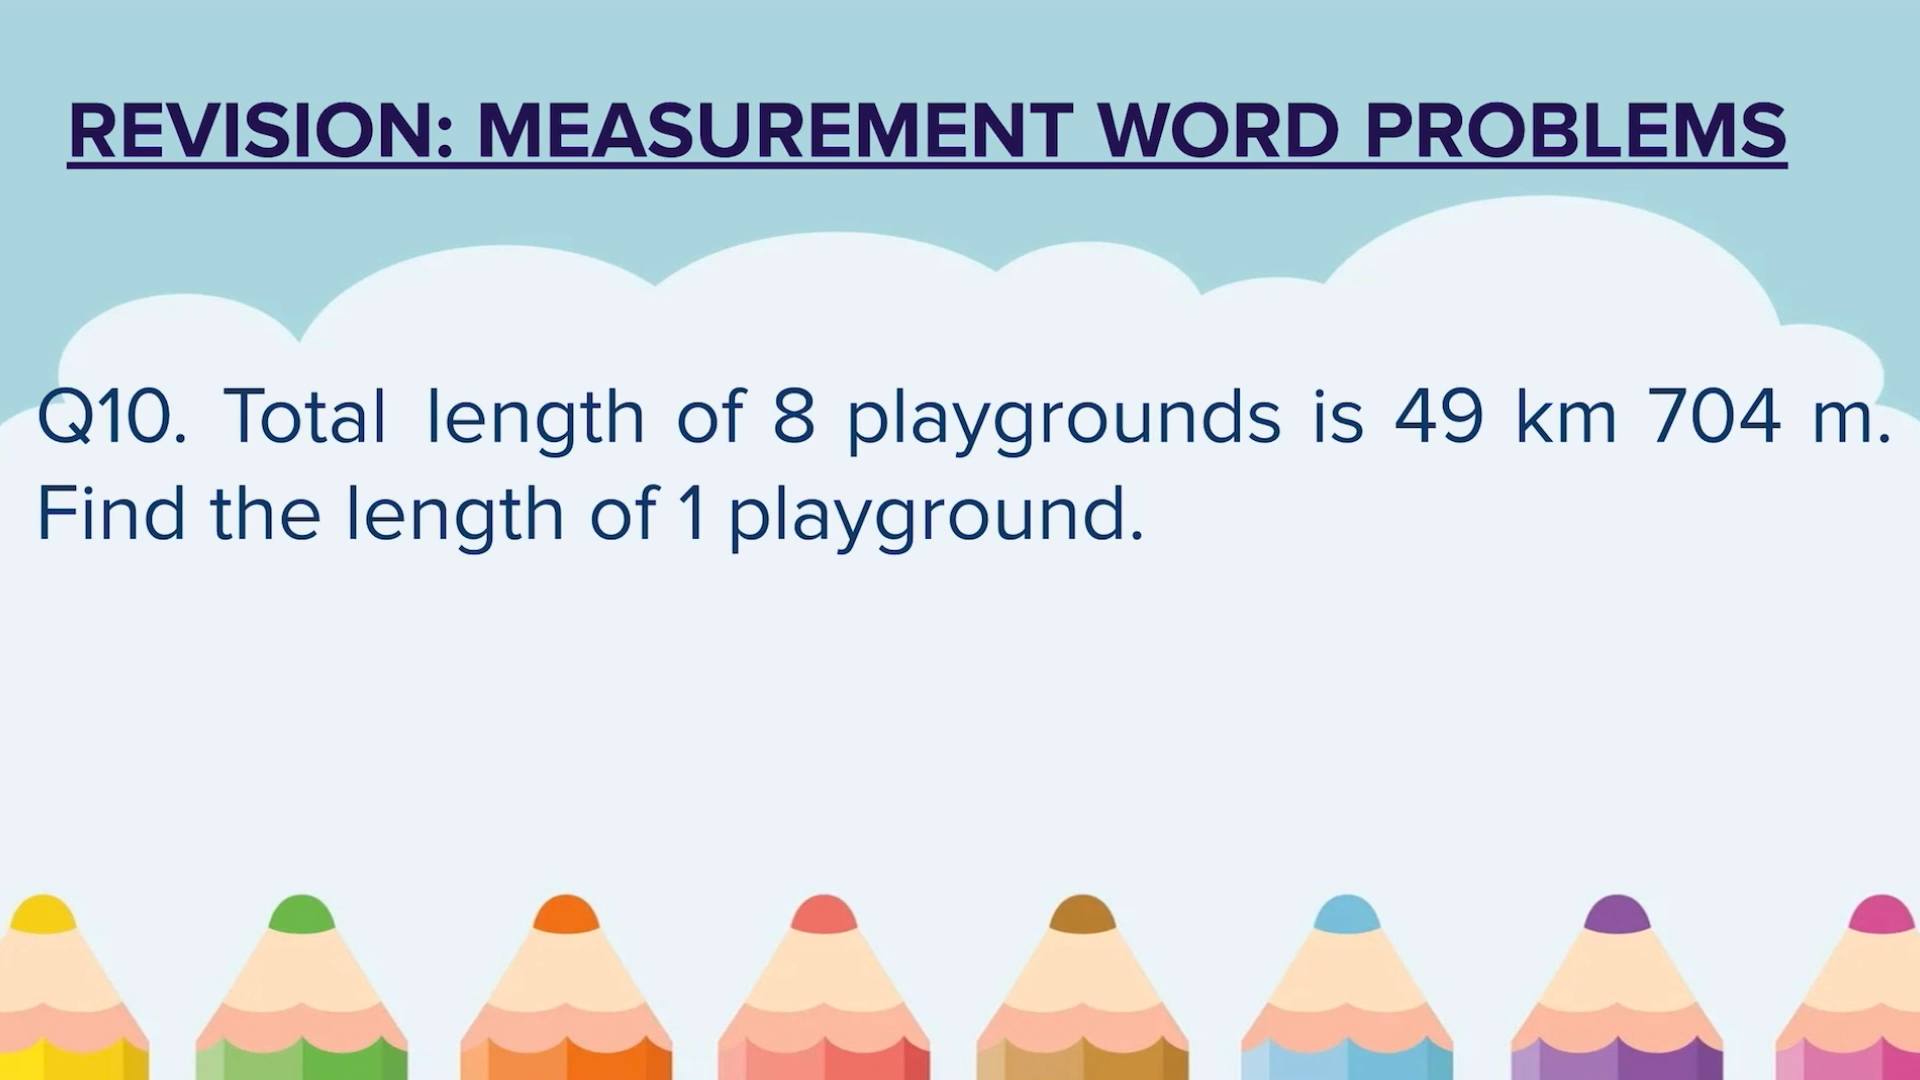 REVISION: MEASUREMENT WORD PROBLEMS
Q10. Total length of 8 playgrounds is 49 km 704 m.
Find the length of 1 playground.